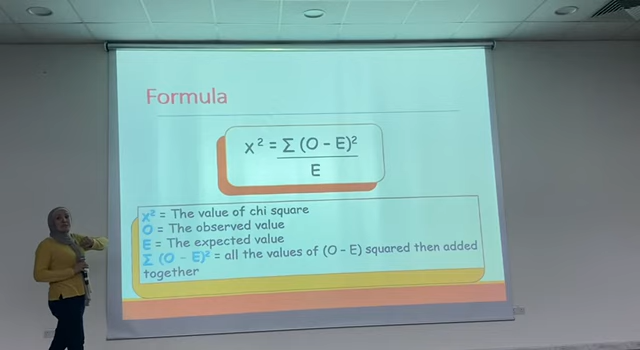 Formula
X² = Σ (O - E)²
E
X² = The value of chi square
O = The observed value
E = The expected value
Σ (O - E)² = all the values of (O - E) squared then added
together